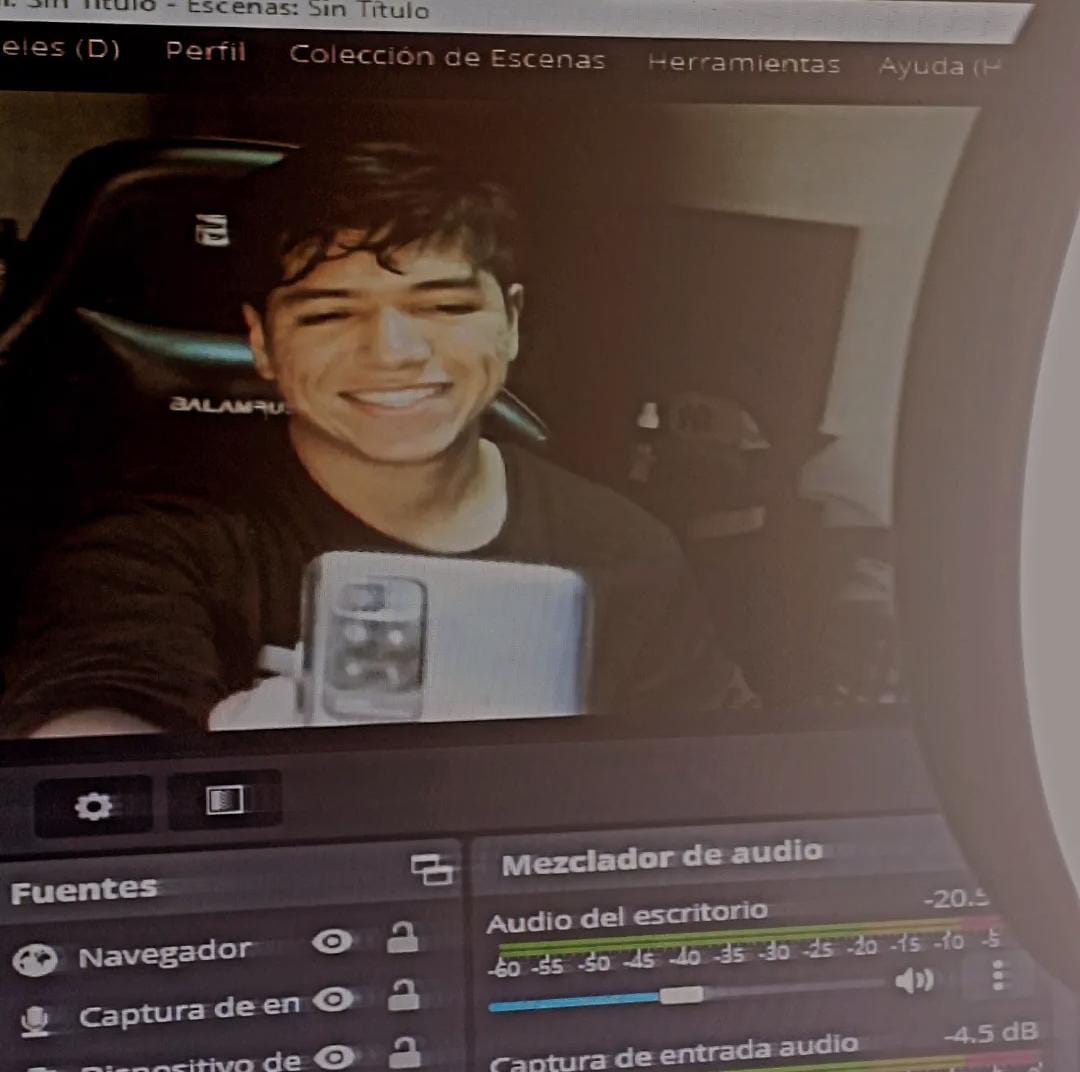 Sin Título - Escenas: Sin Título
eles (D) Perfil Colección de Escenas Herramientas Ayuda (H
Fuentes
Navegador
Captura de en
Dispositivo de
Mezclador de audio
Audio del escritorio -20.5
-60 -55 -50 -45 -40 -35 -30 -25 -20 -15 -10 -5
Captura de entrada audio -4.5 dB